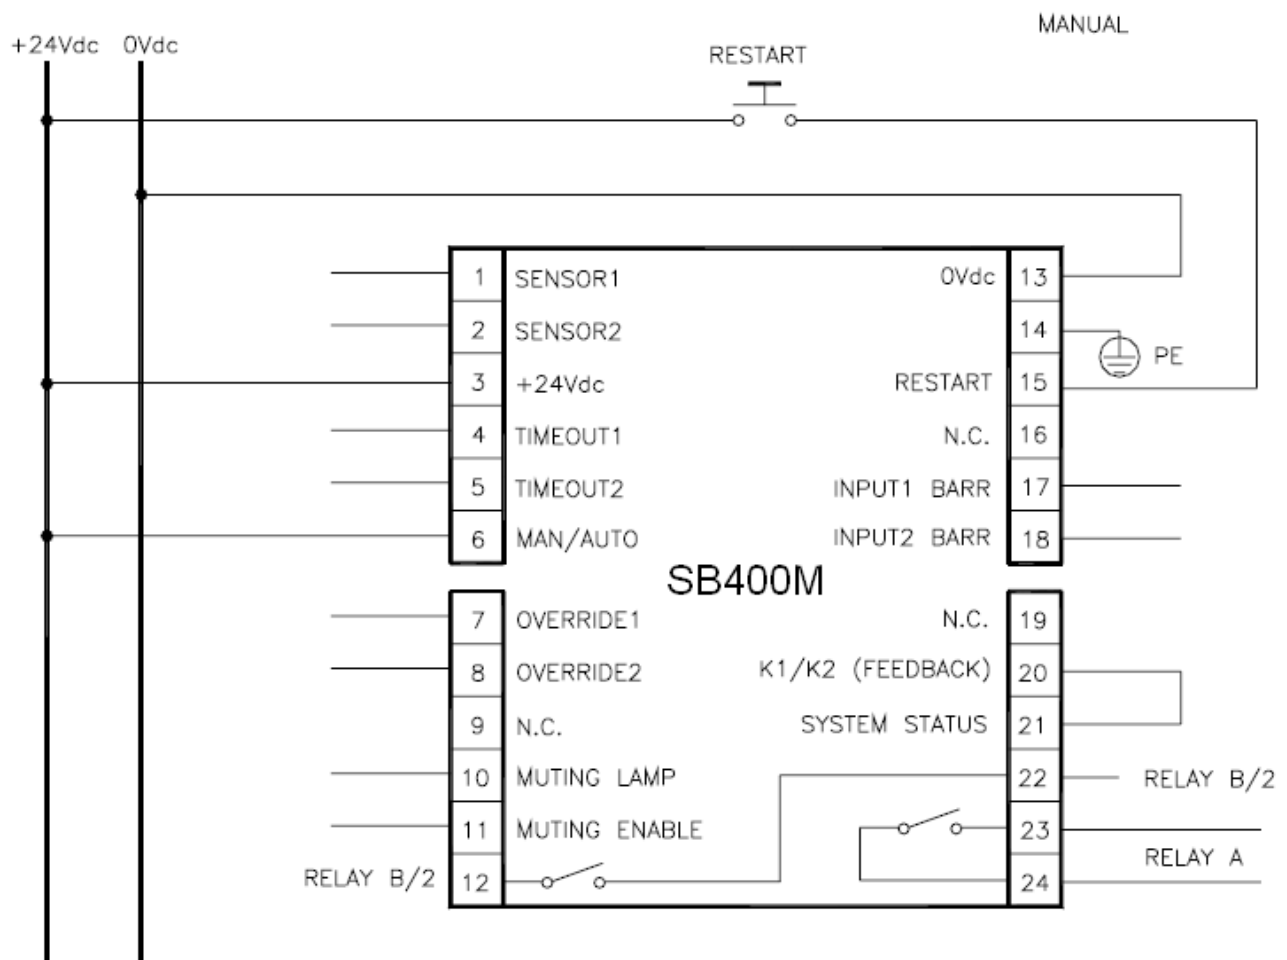 MANUAL
+24Vdc 0Vdc
RESTART
1 SENSOR1 0Vdc 13
2 SENSOR2 14 PE
3 +24Vdc RESTART 15
4 TIMEOUT1 N.C. 16
5 TIMEOUT2 INPUT1 BARR 17
6 MAN/AUTO INPUT2 BARR 18
SB400M
7 OVERRIDE1 N.C. 19
8 OVERRIDE2 K1/K2 (FEEDBACK) 20
9 N.C. SYSTEM STATUS 21
10 MUTING LAMP 22 RELAY B/2
11 MUTING ENABLE 23
RELAY A
RELAY B/2 12 24